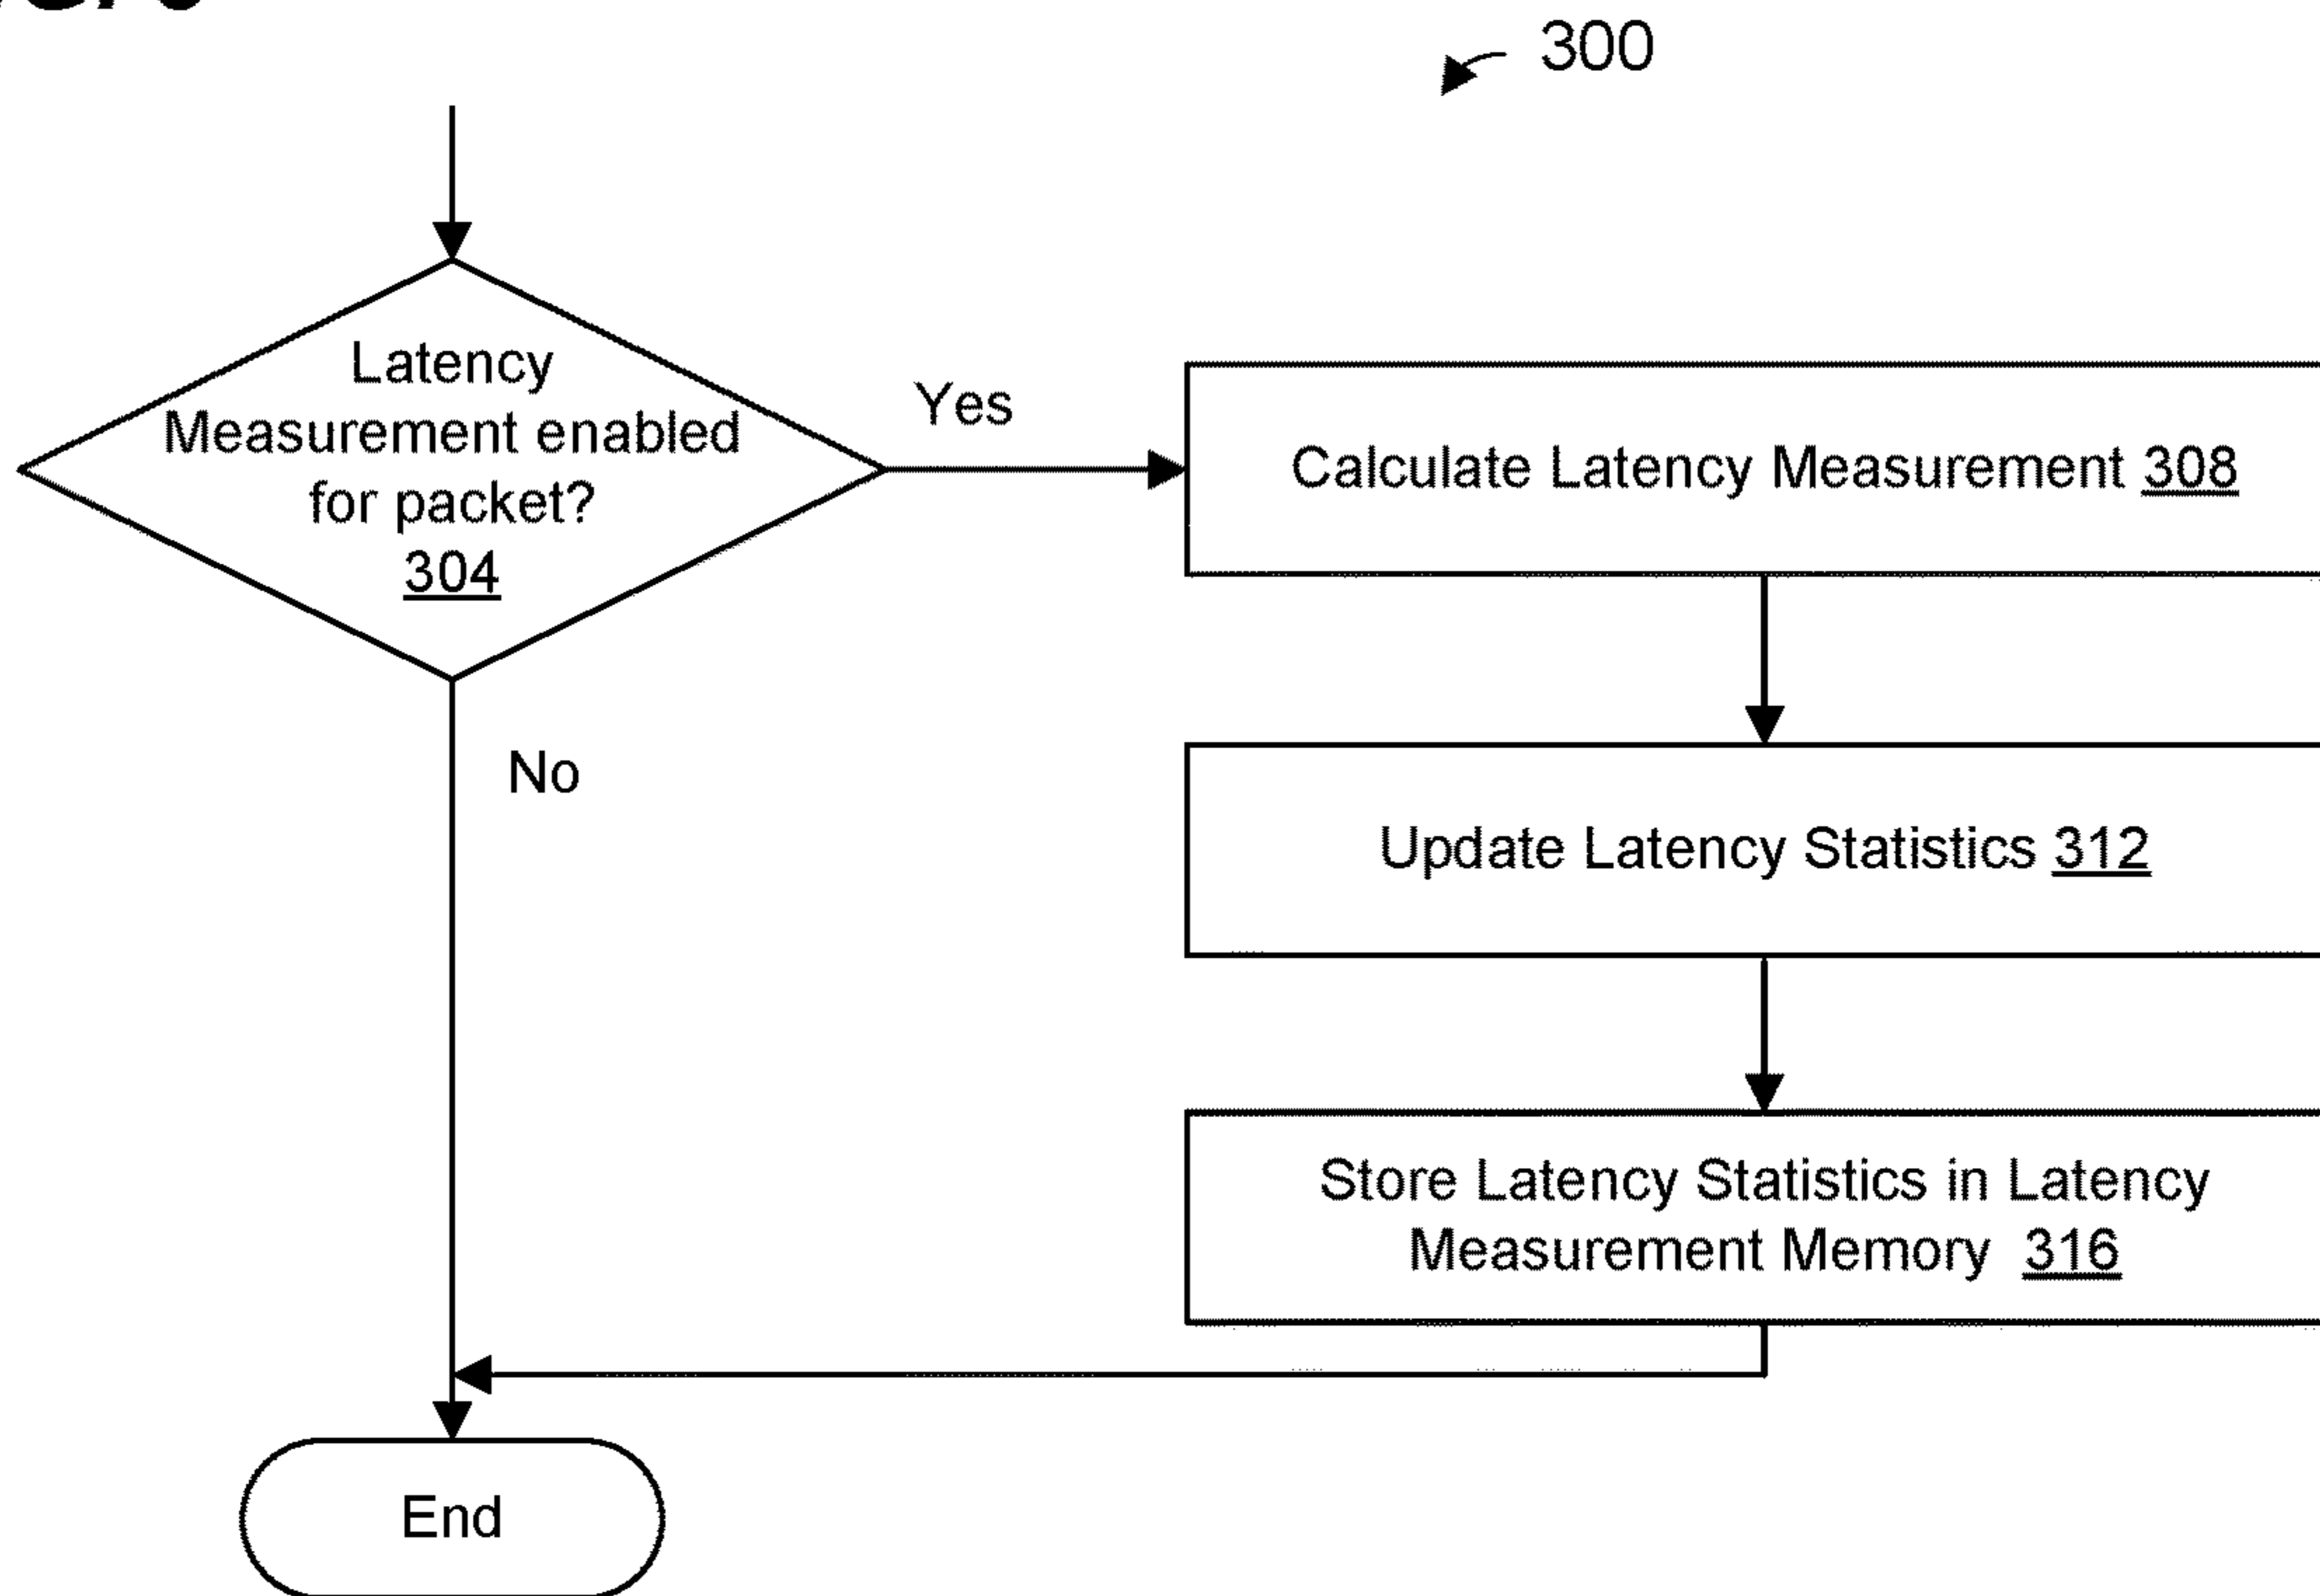 300
Latency
Measurement enabled
for packet?
304
Yes
Calculate Latency Measurement 308
No
Update Latency Statistics 312
Store Latency Statistics in Latency
Measurement Memory 316
End